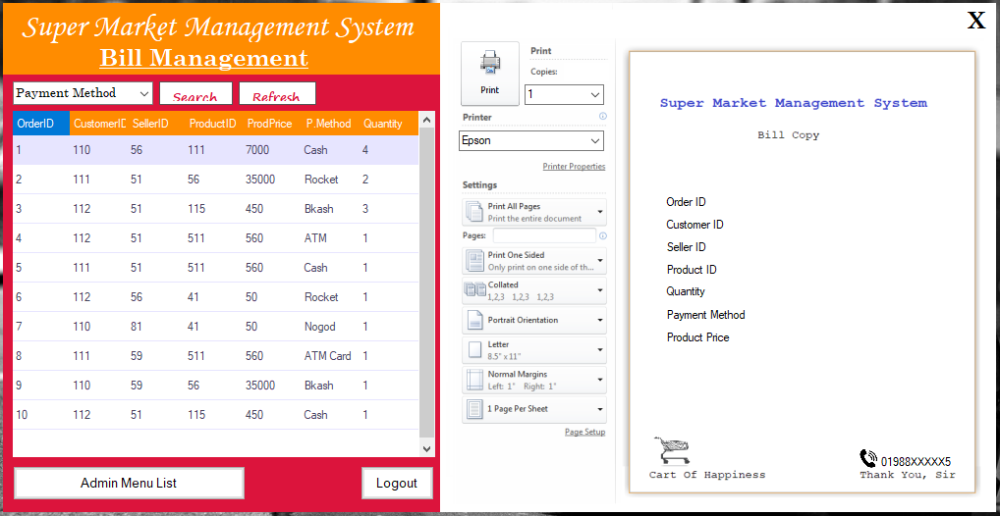 Super Market Management System
Bill Management
Payment Method Search Refresh
OrderID CustomerID SellerID ProductID ProdPrice P.Method Quantity
1 110 56 111 7000 Cash 4
2 111 51 56 35000 Rocket 2
3 112 51 115 450 Bkash 3
4 112 51 511 560 ATM 1
5 111 51 511 560 Cash 1
6 112 56 41 50 Rocket 1
7 110 81 41 50 Nogod 1
8 111 59 511 560 ATM Card 1
9 110 59 56 35000 Bkash 1
10 112 51 115 450 Cash 1
Admin Menu List
Logout
Print
Print
Copies:
1
Printer
Epson
Printer Properties
Settings
Print All Pages
Print the entire document
Pages:
Print One Sided
Only print on one side of th...
Collated
1,2,3 1,2,3 1,2,3
Portrait Orientation
Letter
8.5" x 11"
Normal Margins
Left: 1" Right: 1"
1 Page Per Sheet
Page Setup
X
Super Market Management System
Bill Copy
Order ID
Customer ID
Seller ID
Product ID
Quantity
Payment Method
Product Price
Cart Of Happiness
01988XXXXX5
Thank You, Sir